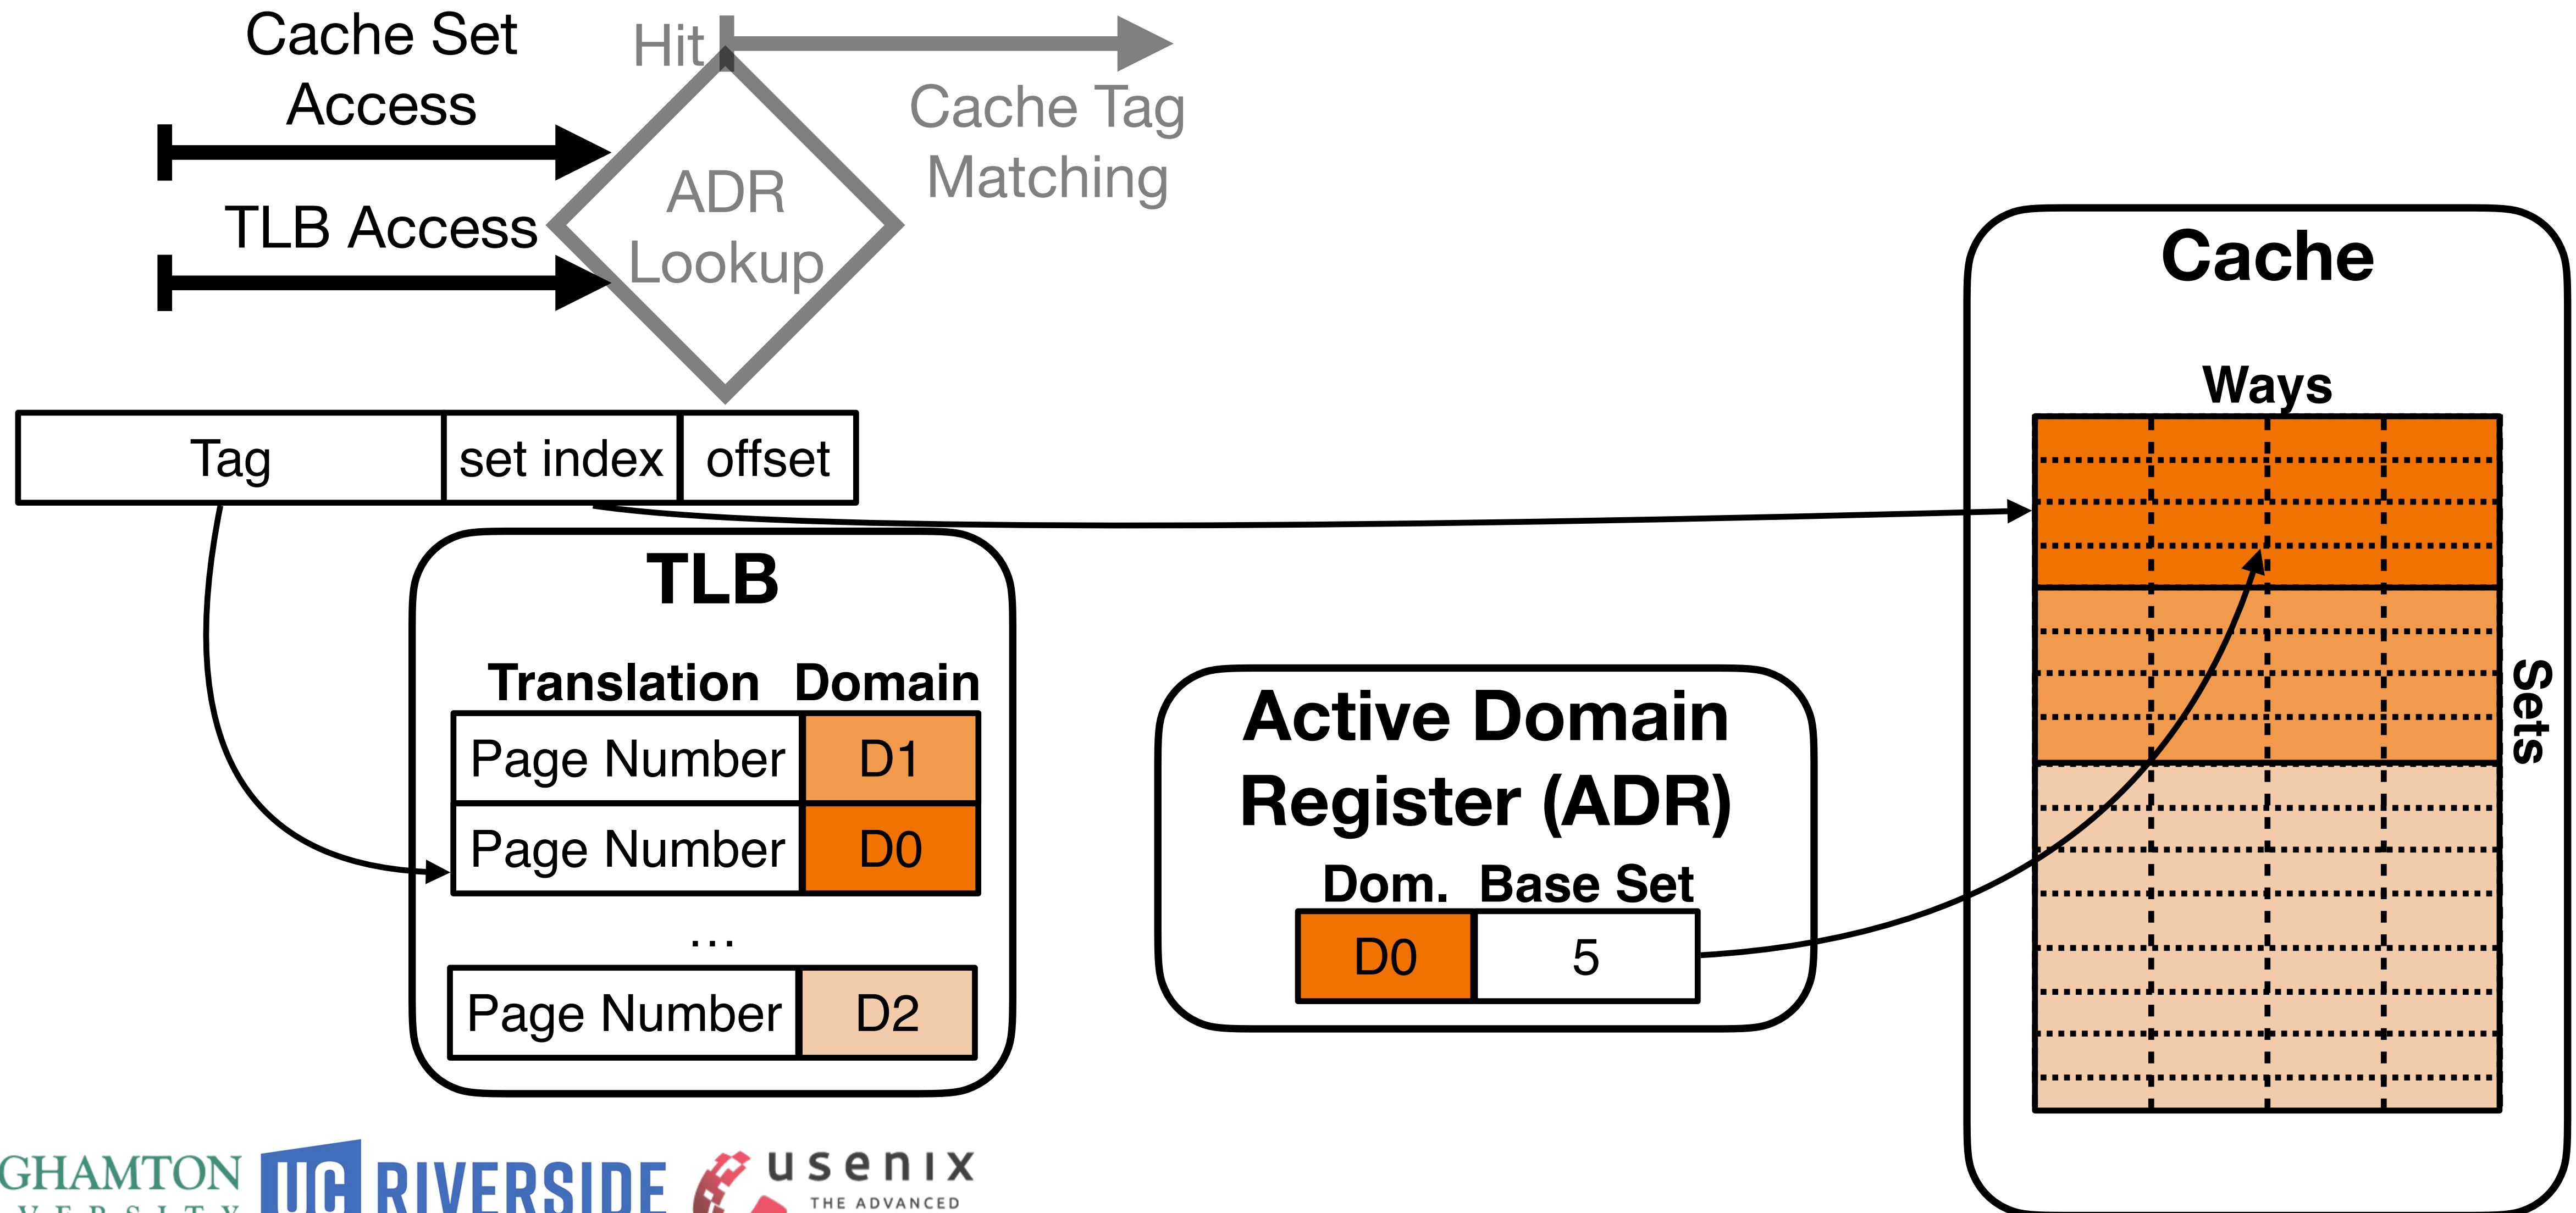 Cache Set
Access
Hit
Cache Tag
Matching
ADR
Lookup
TLB Access
Tag
set index
offset
TLB
Translation Domain
Page Number D1
Page Number D0
...
Page Number D2
Active Domain
Register (ADR)
Dom. Base Set
D0 5
Cache
Ways
Sets
GHAMTON
VERSITY
UC RIVERSIDE
usenix
THE ADVANCED